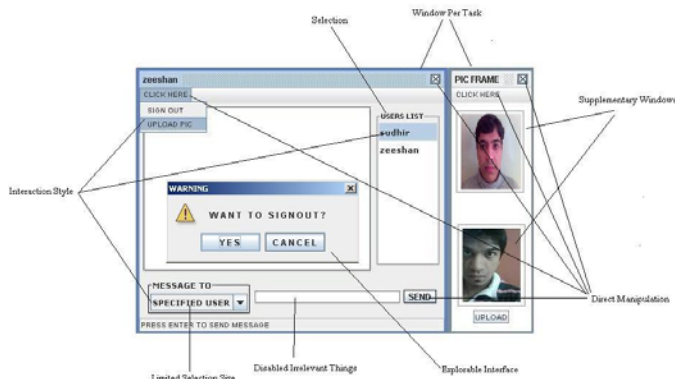 Window Per Task
Selection
zeeshan
PIC FRAME
CLICK HERE
CLICK HERE
SIGN OUT
UPLOAD PIC
USERS LIST
sudhir
zeeshan
Supplementary Windows
Interaction Style
WARNING
WANT TO SIGNOUT?
YES
CANCEL
MESSAGE TO
SPECIFIED USER
SEND
Direct Manipulation
UPLOAD
PRESS ENTER TO SEND MESSAGE
Disabled Irrelevant Things
Explorable Interface
Limited Selection Size